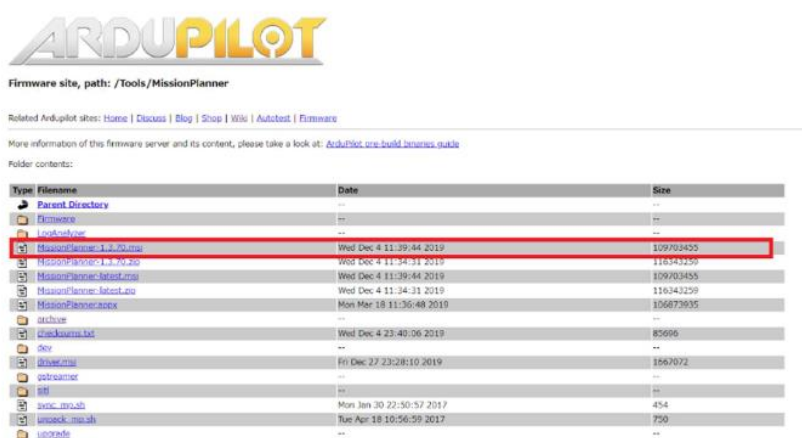 ARDUPILOT
Firmware site, path: /Tools/MissionPlanner
Related Ardupilot sites: Home | Discuss | Blog | Shop | Wiki | Autotest | Firmware
More information of this firmware server and its content, please take a look at: ArduPilot pre-build binaries guide
Folder contents:
Type Filename Date Size
Parent Directory --  --
Firmware -- --
LogAnalyzer -- --
MissionPlanner-1.3.70.msi Wed Dec 4 11:39:44 2019 109703455
MissionPlanner-1.3.70.zip Wed Dec 4 11:34:31 2019 116343259
MissionPlanner-latest.msi Wed Dec 4 11:39:44 2019 109703455
MissionPlanner-latest.zip Wed Dec 4 11:34:31 2019 116343259
MissionPlanner.appx Mon Mar 18 11:36:48 2019 106873935
archive -- --
checksums.txt Wed Dec 4 23:40:06 2019 85696
dev -- --
driver.msi Fri Dec 27 23:28:10 2019 1667072
gstreamer -- --
sitl -- --
sync_mp.sh Mon Jan 30 22:50:57 2017 454
unpack_mp.sh Tue Apr 18 10:56:59 2017 750
upgrade -- --